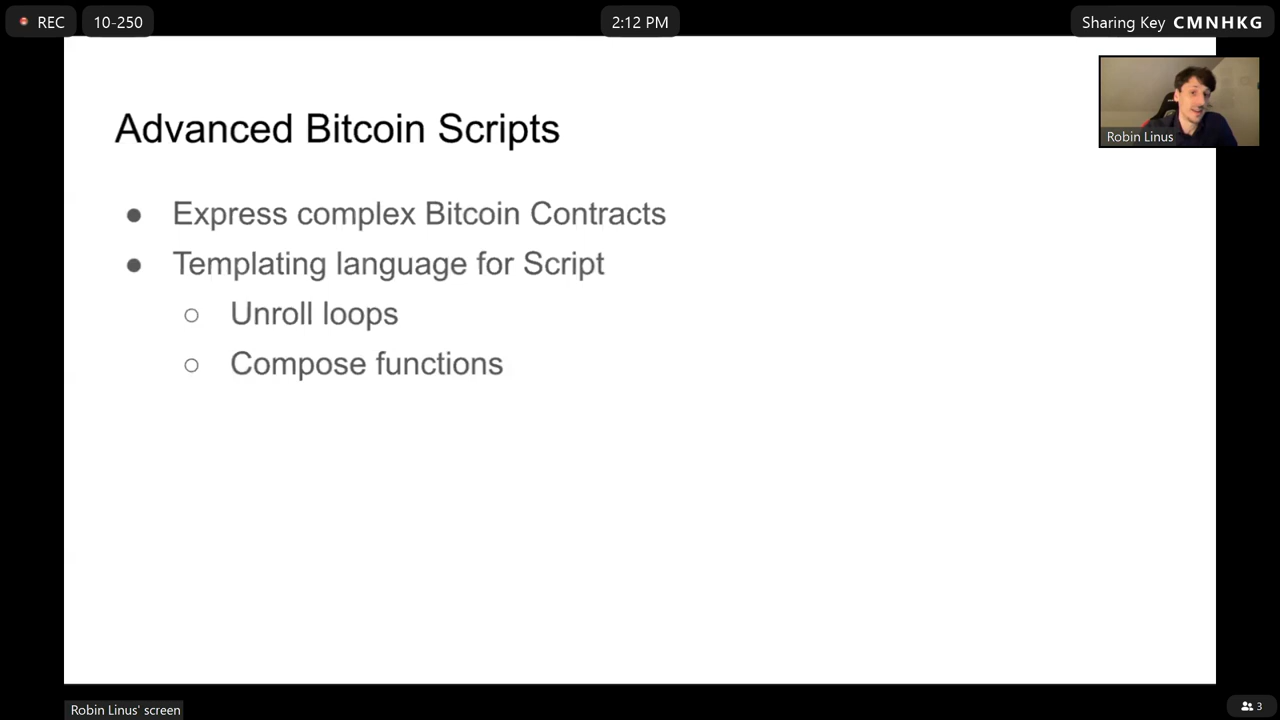 REC
10-250
2:12 PM
Sharing Key CMNHKG
Robin Linus
Advanced Bitcoin Scripts
● Express complex Bitcoin Contracts
● Templating language for Script
○ Unroll loops
○ Compose functions
Robin Linus' screen
3